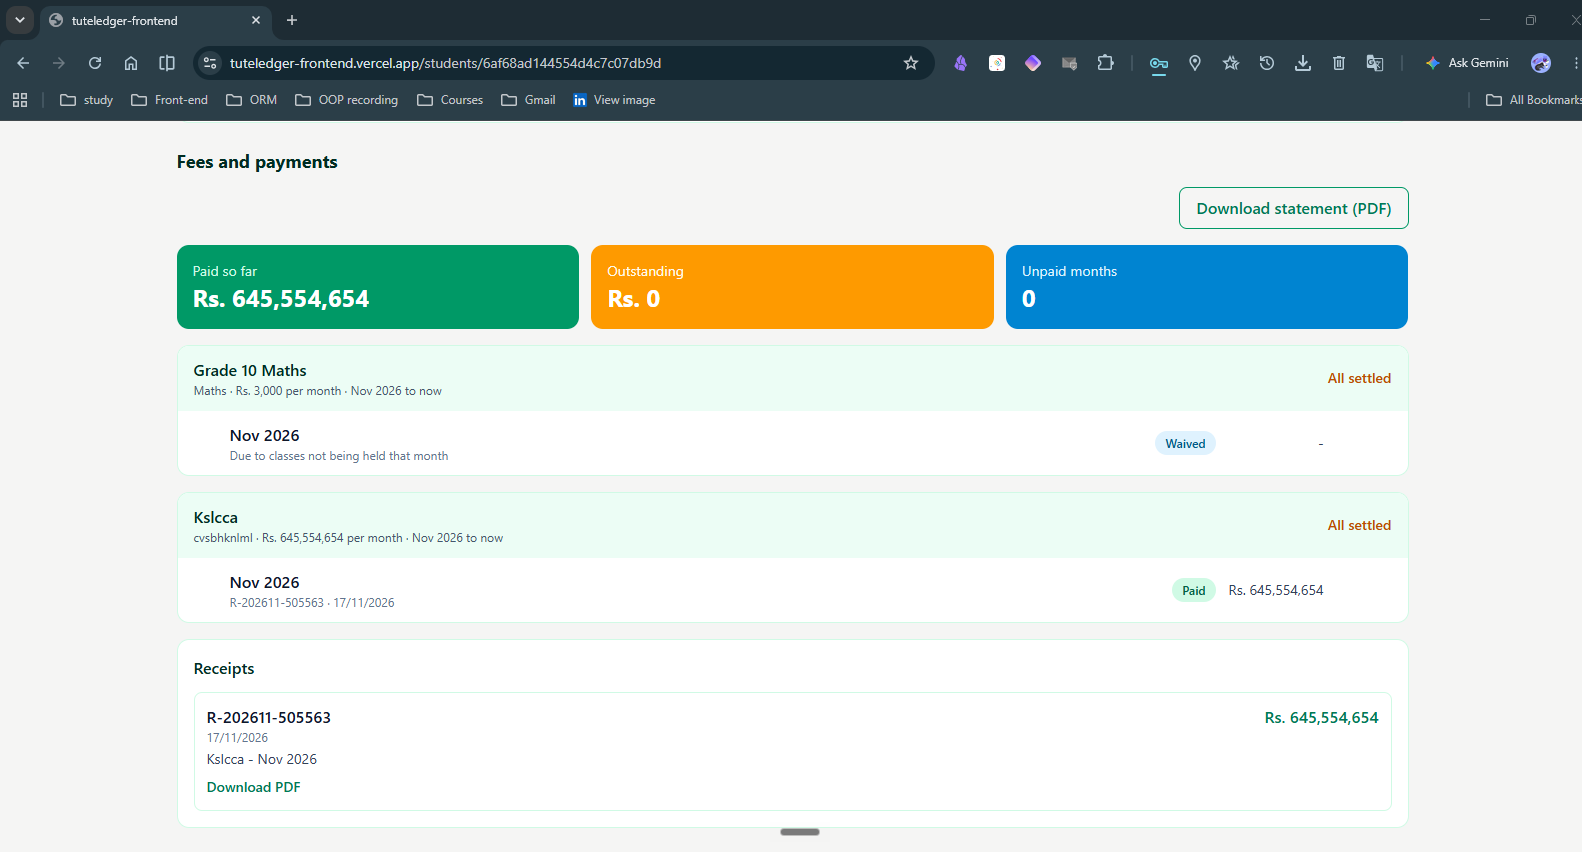 tuteledger-frontend
tuteledger-frontend.vercel.app/students/6af68ad144554d4c7c07db9d
Ask Gemini
study
Front-end
ORM
OOP recording
Courses
Gmail
in View image
All Bookmarks
Fees and payments
Download statement (PDF)
Paid so far
Rs. 645,554,654
Outstanding
Rs. 0
Unpaid months
0
Grade 10 Maths
Maths · Rs. 3,000 per month · Nov 2026 to now
All settled
Nov 2026
Due to classes not being held that month
Waived
-
Kslcca
cvsbhknlml · Rs. 645,554,654 per month · Nov 2026 to now
All settled
Nov 2026
R-202611-505563 · 17/11/2026
Paid
Rs. 645,554,654
Receipts
R-202611-505563
Rs. 645,554,654
17/11/2026
Kslcca - Nov 2026
Download PDF